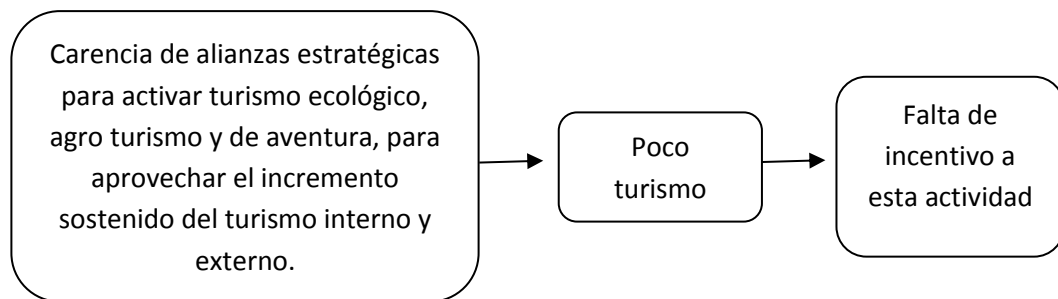 Carencia de alianzas estratégicas
para activar turismo ecológico,
agro turismo y de aventura, para
aprovechar el incremento
sostenido del turismo interno y
externo.
Poco
turismo
Falta de
incentivo a
esta actividad